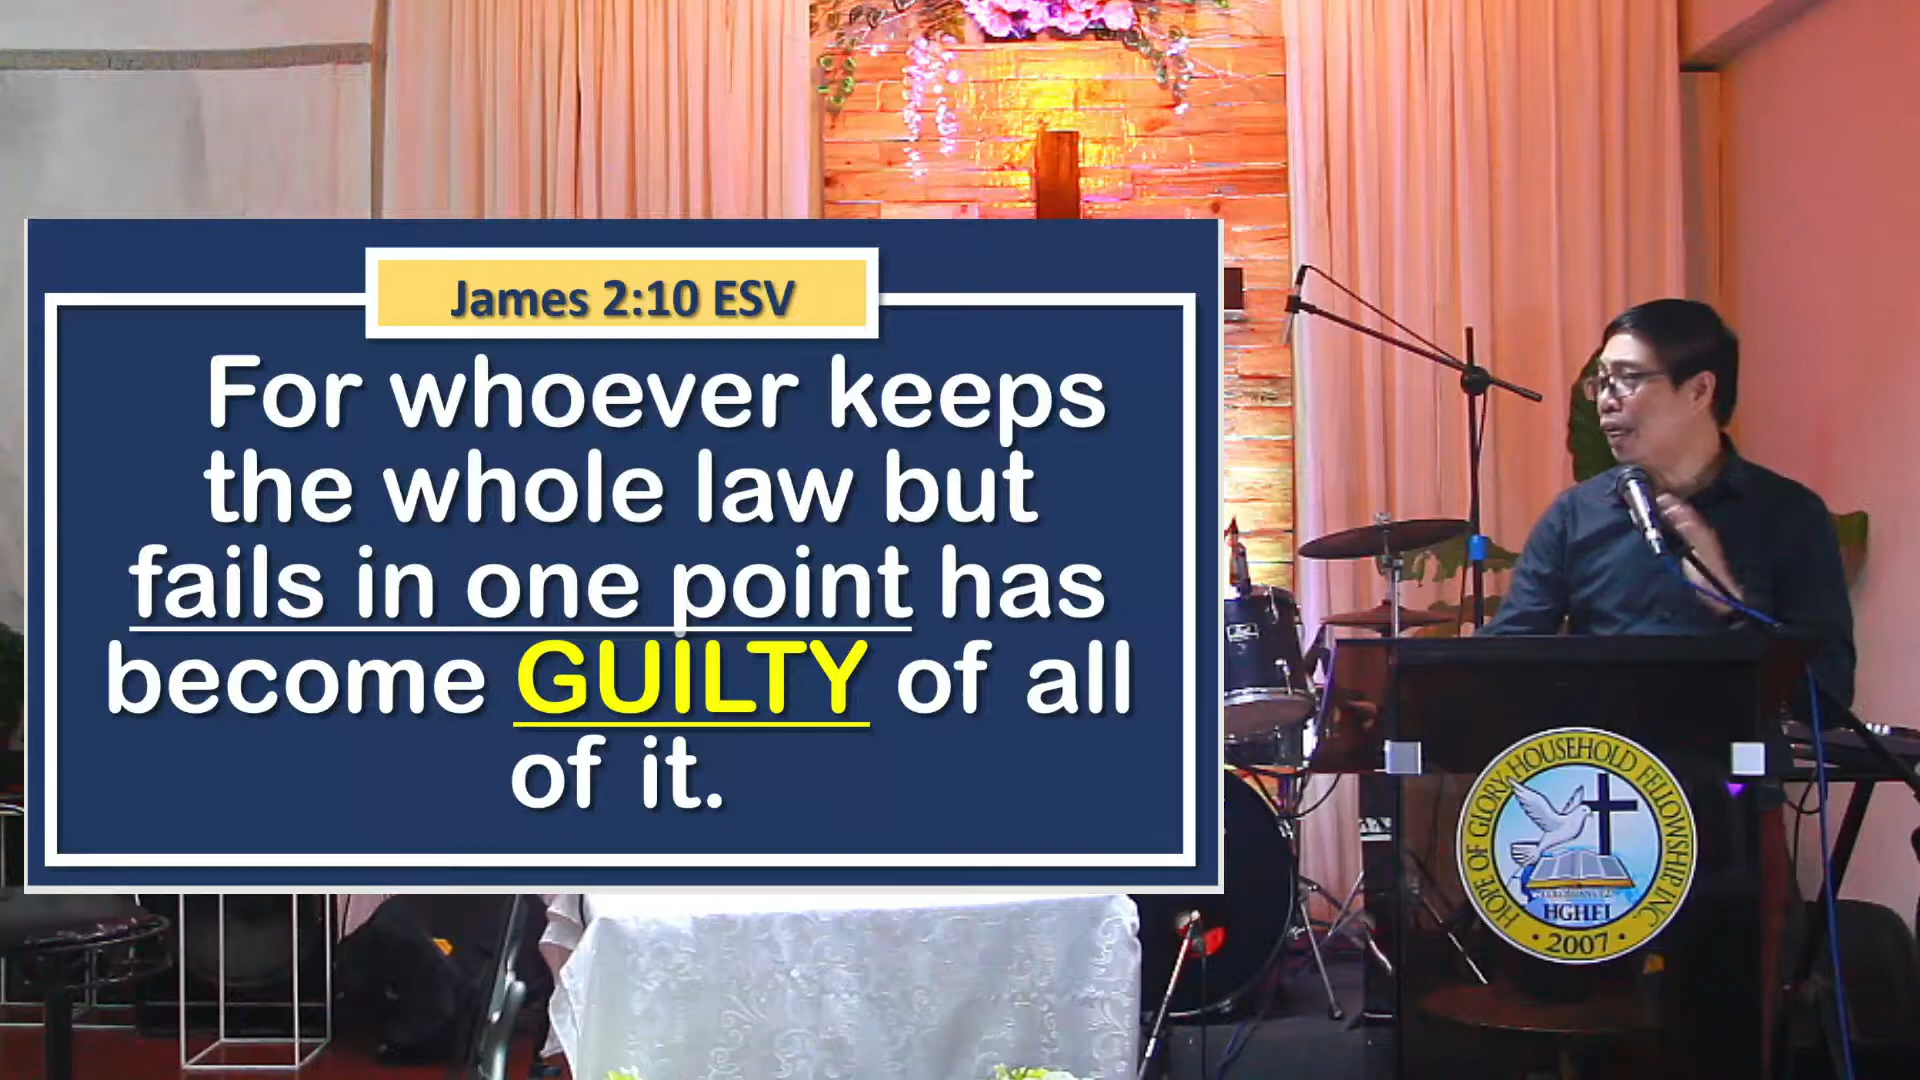 James 2:10 ESV
For whoever keeps
the whole law but
fails in one point has
become GUILTY of all
of it.
HOPE OF GLORY HOUSEHOLD FELLOWSHIP INC.
HGHFI
• 2007 •